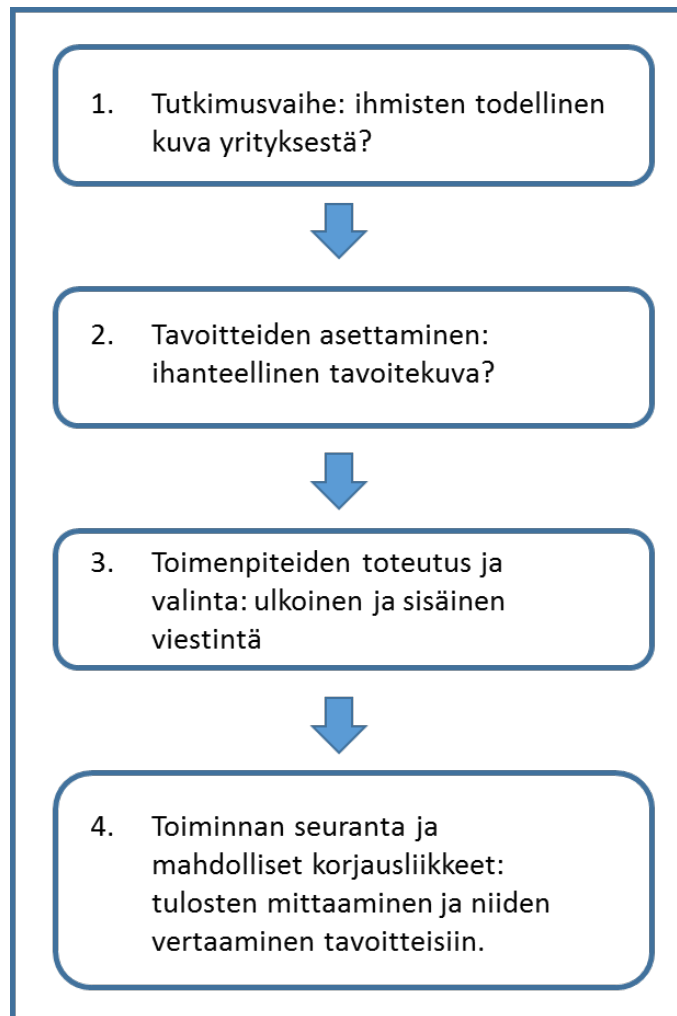 1. Tutkimusvaihe: ihmisten todellinen
kuva yrityksestä?
2. Tavoitteiden asettaminen:
ihanteellinen tavoitekuva?
3. Toimenpiteiden toteutus ja
valinta: ulkoinen ja sisäinen
viestintä
4. Toiminnan seuranta ja
mahdolliset korjausliikkeet:
tulosten mittaaminen ja niiden
vertaaminen tavoitteisiin.